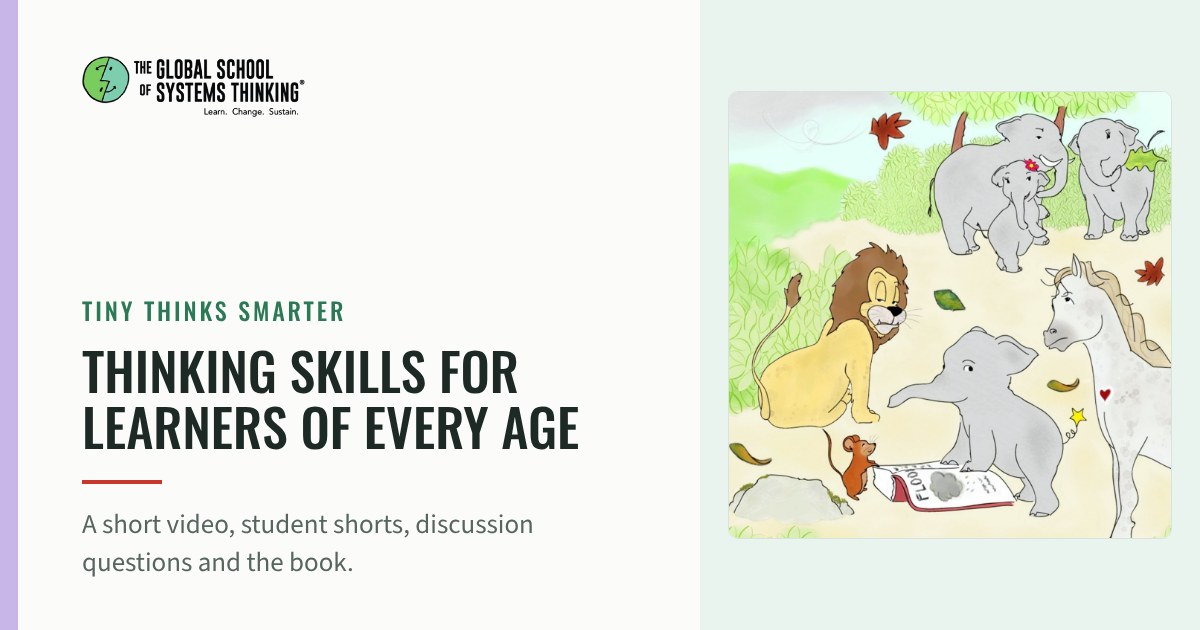 THE GLOBAL SCHOOL
OF SYSTEMS THINKING®
Learn. Change. Sustain.
TINY THINKS SMARTER
THINKING SKILLS FOR
LEARNERS OF EVERY AGE
A short video, student shorts, discussion
questions and the book.